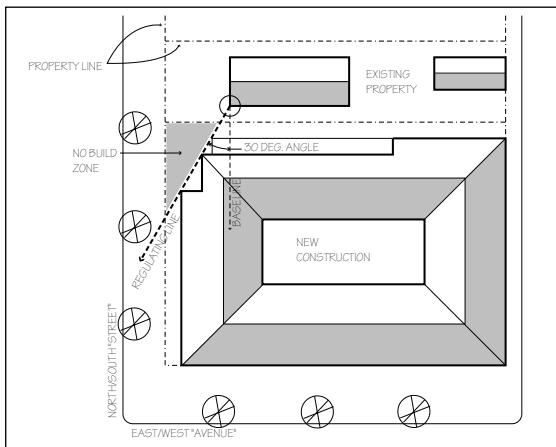 PROPERTY LINE
EXISTING
PROPERTY
NO BUILD
ZONE
30 DEG. ANGLE
BASELINE
REGULATING LINE
NEW
CONSTRUCTION
NORTH/SOUTH "STREET"
EAST/WEST "AVENUE"